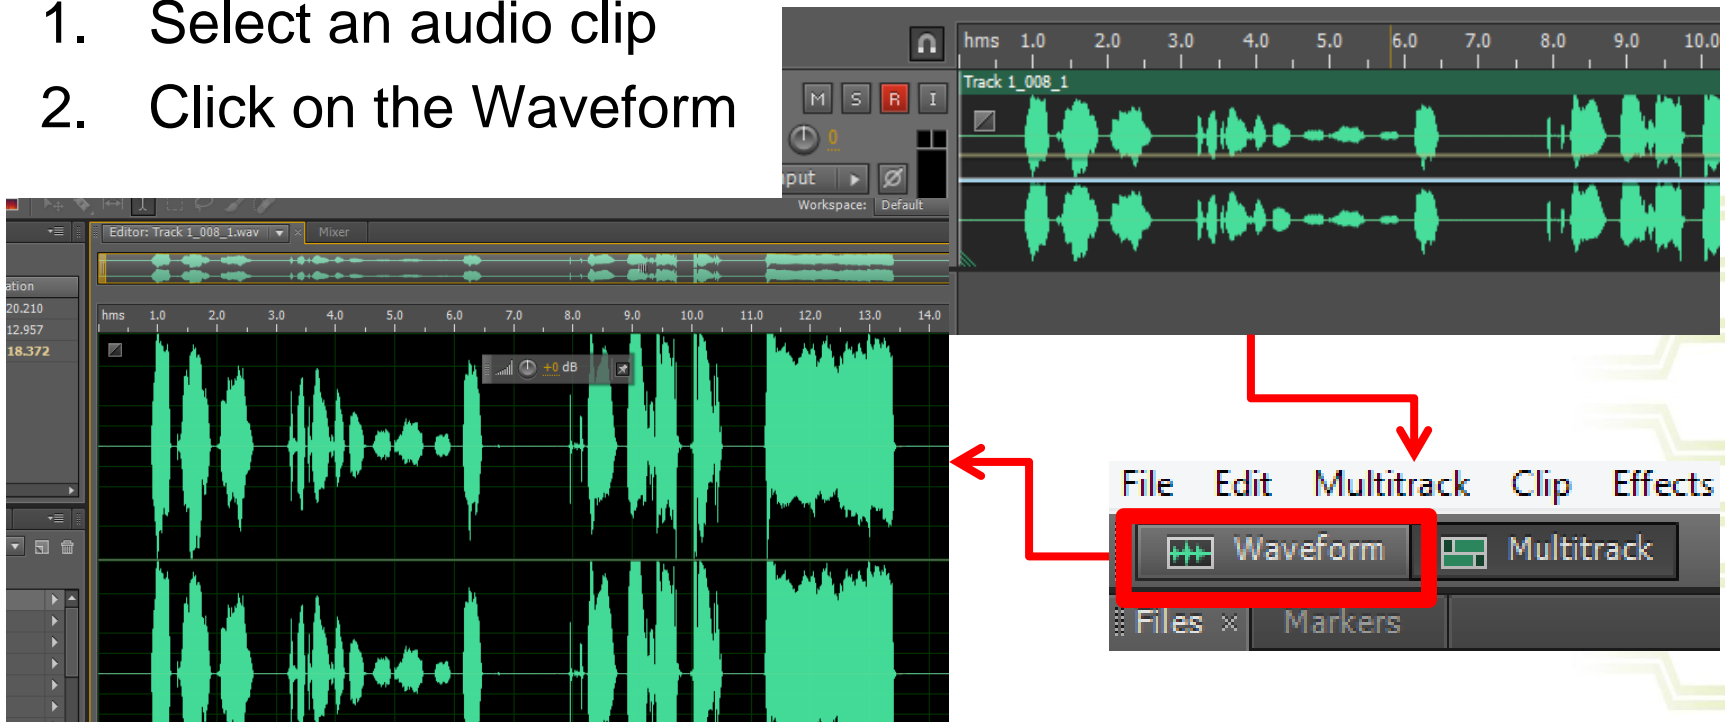 1. Select an audio clip
2. Click on the Waveform
hms 1.0 2.0 3.0 4.0 5.0 6.0 7.0 8.0 9.0 10.0
Track 1_008_1
M S R I
0
put
Workspace: Default
Editor: Track 1_008_1.wav Mixer
ation
20.210
12.957
18.372
hms 1.0 2.0 3.0 4.0 5.0 6.0 7.0 8.0 9.0 10.0 11.0 12.0 13.0 14.0
+0 dB
File Edit Multitrack Clip Effects
Waveform Multitrack
Files × Markers